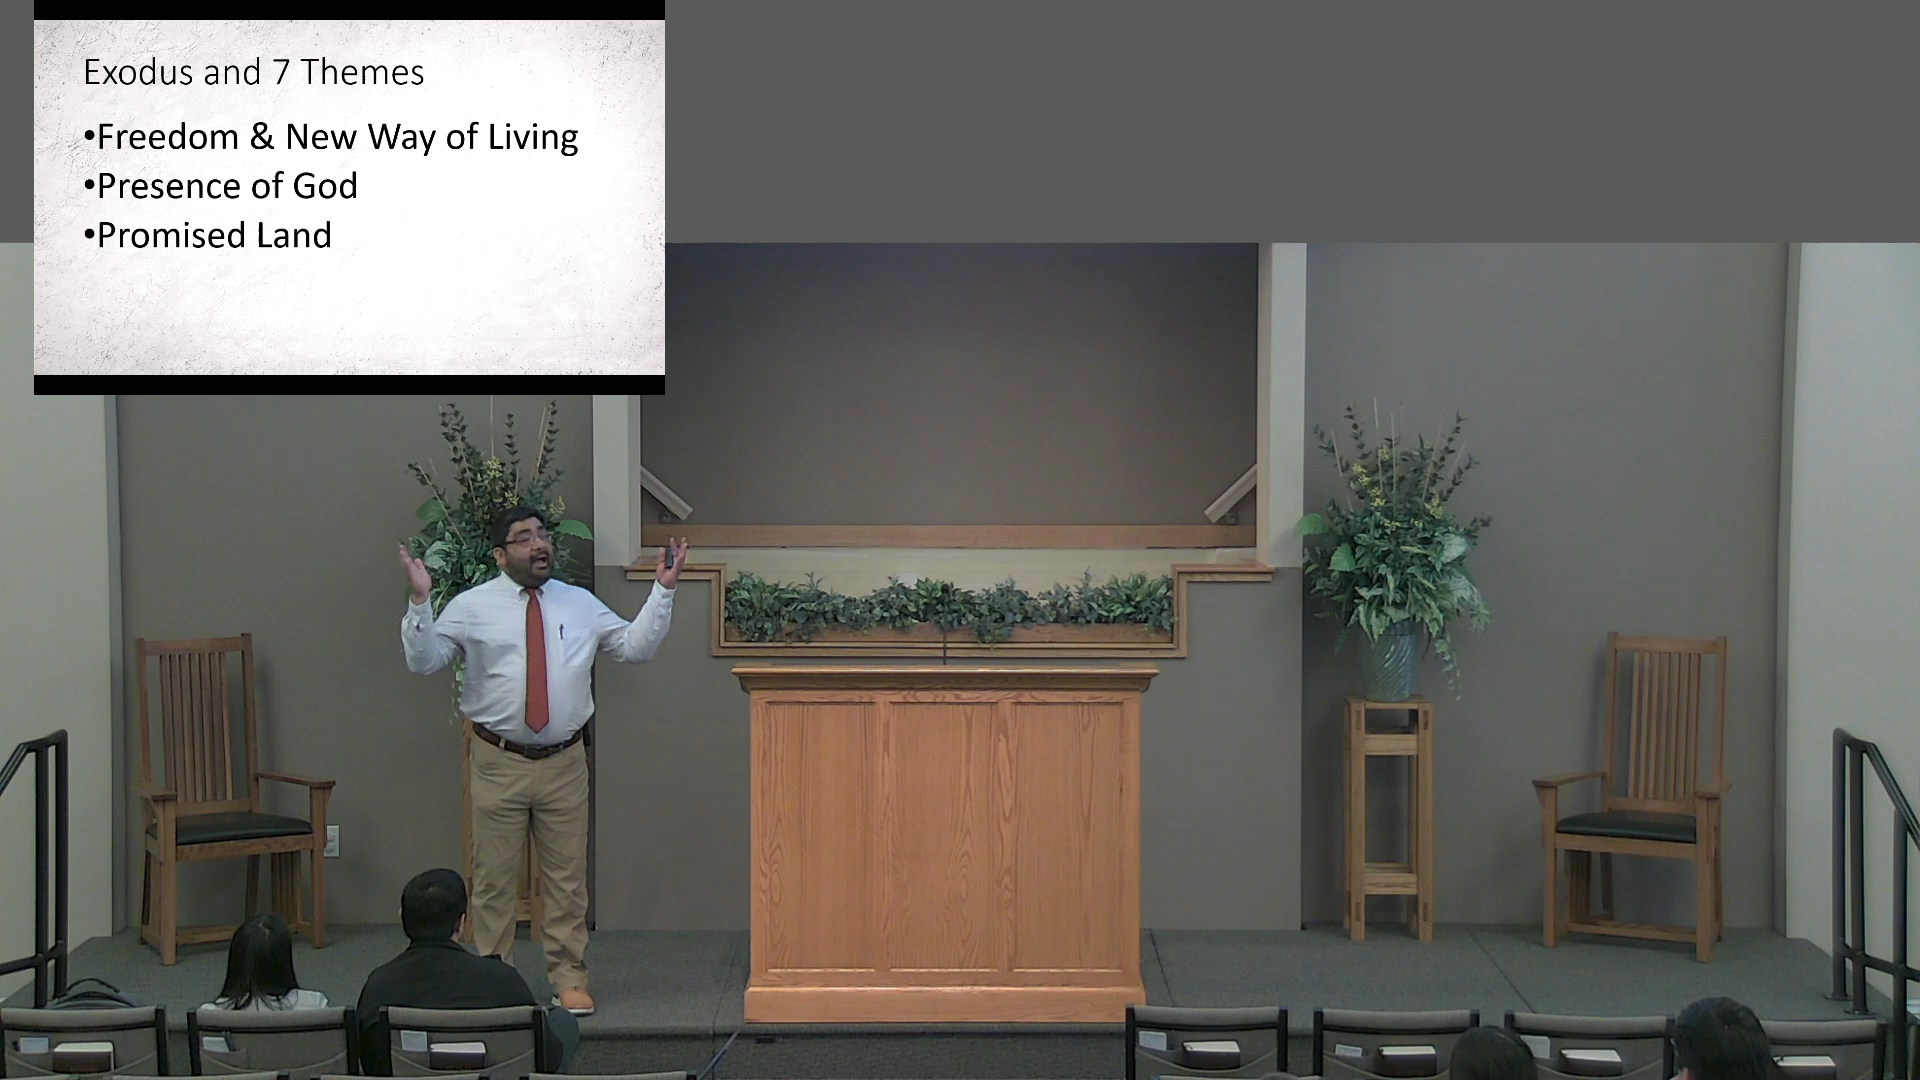 Exodus and 7 Themes
•Freedom & New Way of Living
•Presence of God
•Promised Land